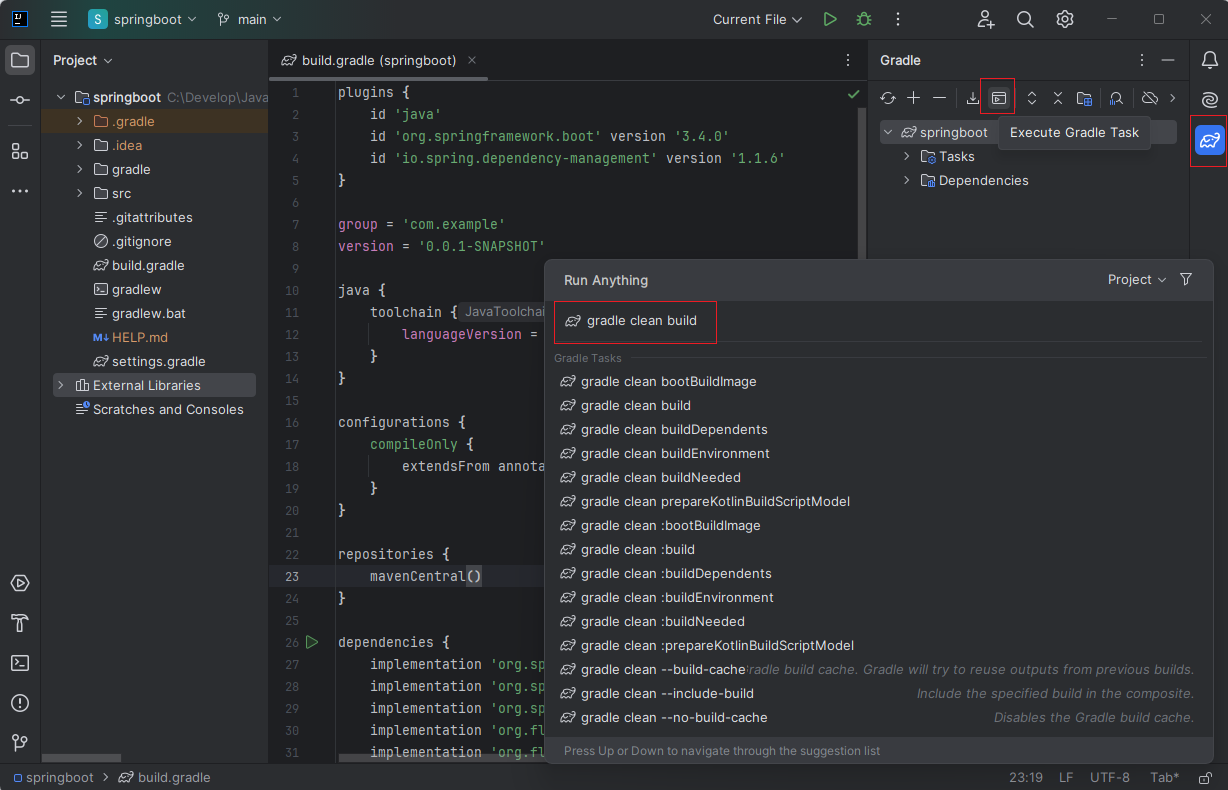 S springboot main Current File
Project
springboot C:\Develop\Java
.gradle
.idea
gradle
src
.gitattributes
.gitignore
build.gradle
gradlew
gradlew.bat
M↓ HELP.md
settings.gradle
External Libraries
Scratches and Consoles
build.gradle (springboot)
1 plugins {
2 id 'java'
3 id 'org.springframework.boot' version '3.4.0'
4 id 'io.spring.dependency-management' version '1.1.6'
5 }
6
7 group = 'com.example'
8 version = '0.0.1-SNAPSHOT'
9
10 java {
11 toolchain { JavaToolchai
12 languageVersion =
13 }
14 }
15
16 configurations {
17 compileOnly {
18 extendsFrom annota
19 }
20 }
21
22 repositories {
23 mavenCentral()
24 }
25
26 dependencies {
27 implementation 'org.sp
28 implementation 'org.sp
29 implementation 'org.sp
30 implementation 'org.fl
31 implementation 'org.fl
Gradle
springboot
Execute Gradle Task
Tasks
Dependencies
Run Anything
Project
gradle clean build
Gradle Tasks
gradle clean bootBuildImage
gradle clean build
gradle clean buildDependents
gradle clean buildEnvironment
gradle clean buildNeeded
gradle clean prepareKotlinBuildScriptModel
gradle clean :bootBuildImage
gradle clean :build
gradle clean :buildDependents
gradle clean :buildEnvironment
gradle clean :buildNeeded
gradle clean :prepareKotlinBuildScriptModel
gradle clean --build-cache radle build cache. Gradle will try to reuse outputs from previous builds.
gradle clean --include-build Include the specified build in the composite.
gradle clean --no-build-cache Disables the Gradle build cache.
Press Up or Down to navigate through the suggestion list
springboot > build.gradle
23:19 LF UTF-8 Tab*